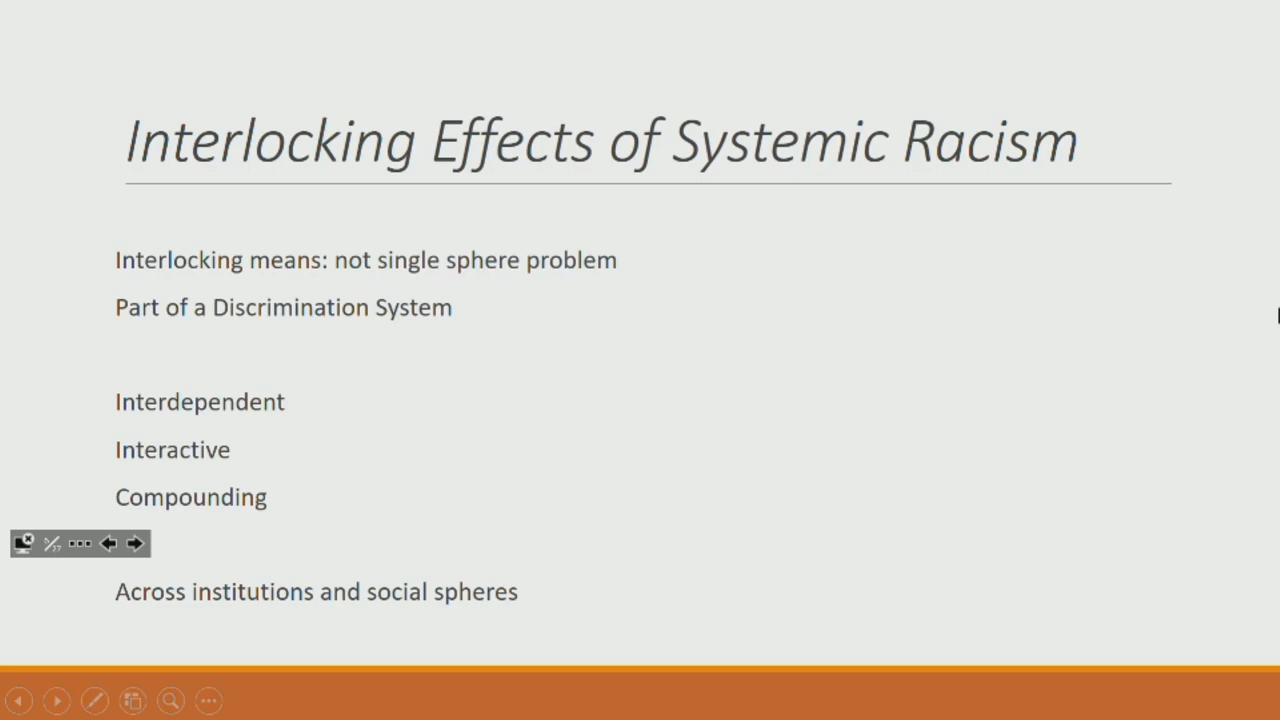 Interlocking Effects of Systemic Racism
Interlocking means: not single sphere problem
Part of a Discrimination System
Interdependent
Interactive
Compounding
Across institutions and social spheres